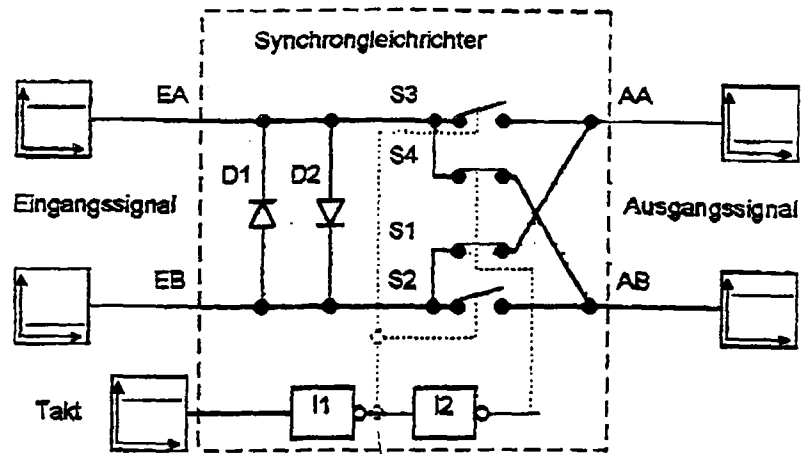 Synchrongleichrichter
EA
S3
AA
D1
D2
S4
Eingangssignal
S1
Ausgangssignal
EB
S2
AB
Takt
I1
I2